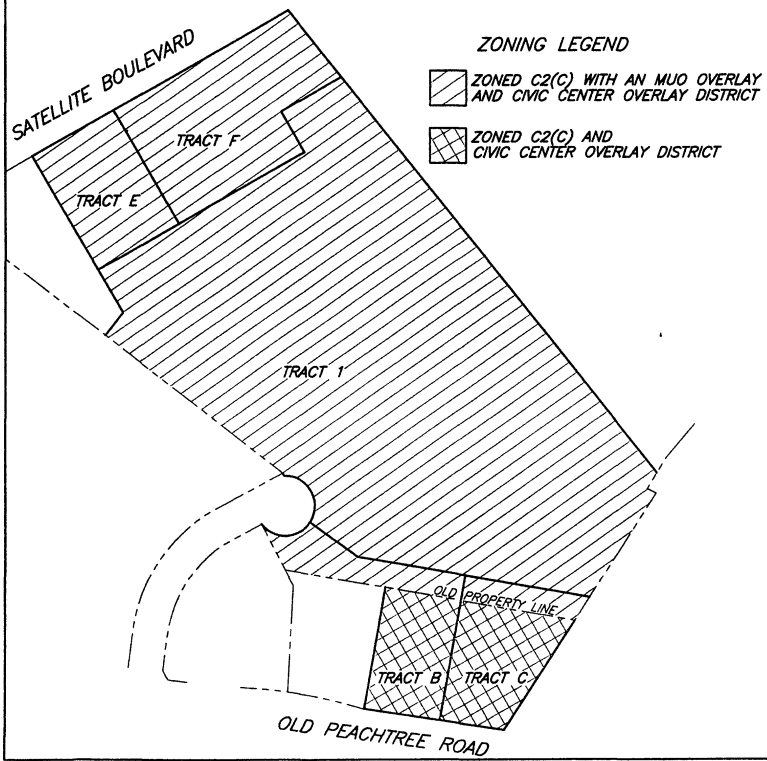 SATELLITE BOULEVARD
ZONING LEGEND
ZONED C2(C) WITH AN MUO OVERLAY
AND CIVIC CENTER OVERLAY DISTRICT
ZONED C2(C) AND
CIVIC CENTER OVERLAY DISTRICT
TRACT F
TRACT E
TRACT 1
OLD PROPERTY LINE
TRACT B
TRACT C
OLD PEACHTREE ROAD